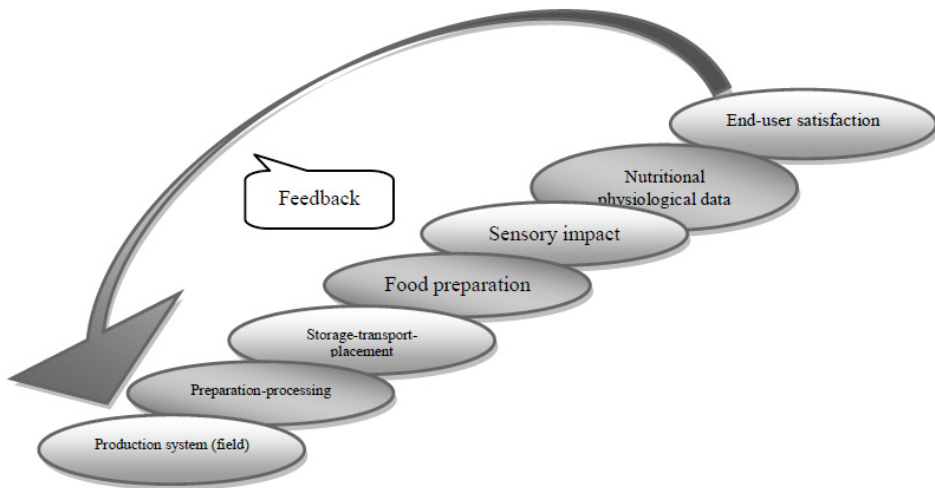 End-user satisfaction
Nutritional
physiological data
Feedback
Sensory impact
Food preparation
Storage-transport-
placement
Preparation-processing
Production system (field)